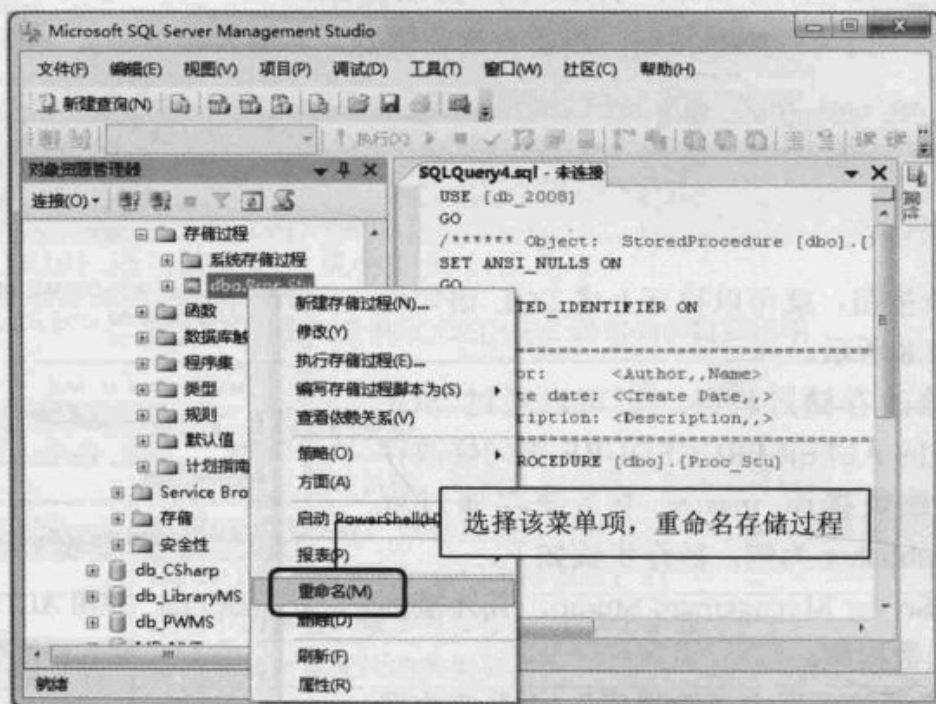 Microsoft SQL Server Management Studio
文件(F) 编辑(E) 视图(V) 项目(P) 调试(D) 工具(T) 窗口(W) 社区(C) 帮助(H)
新建查询(N)
对象资源管理器
连接(O)
存储过程
系统存储过程
dbo.Proc_Stu
函数
数据库触
程序集
类型
规则
默认值
计划指南
Service Bro
存储
安全性
db_CSharp
db_LibraryMS
db_PWMS
就绪
新建存储过程(N)...
修改(Y)
执行存储过程(E)...
编写存储过程脚本为(S)
查看依赖关系(V)
策略(O)
方面(A)
启动 PowerShell(H)
报表(P)
重命名(M)
删除(D)
刷新(F)
属性(R)
SQLQuery4.sql - 未连接
USE [db_2008]
GO
/****** Object: StoredProcedure [dbo].[
SET ANSI_NULLS ON
GO
TED_IDENTIFIER ON
or: <Author,,Name>
te date: <Create Date,,>
ription: <Description,,>
ROCEDURE [dbo].[Proc_Stu]
选择该菜单项，重命名存储过程
属性